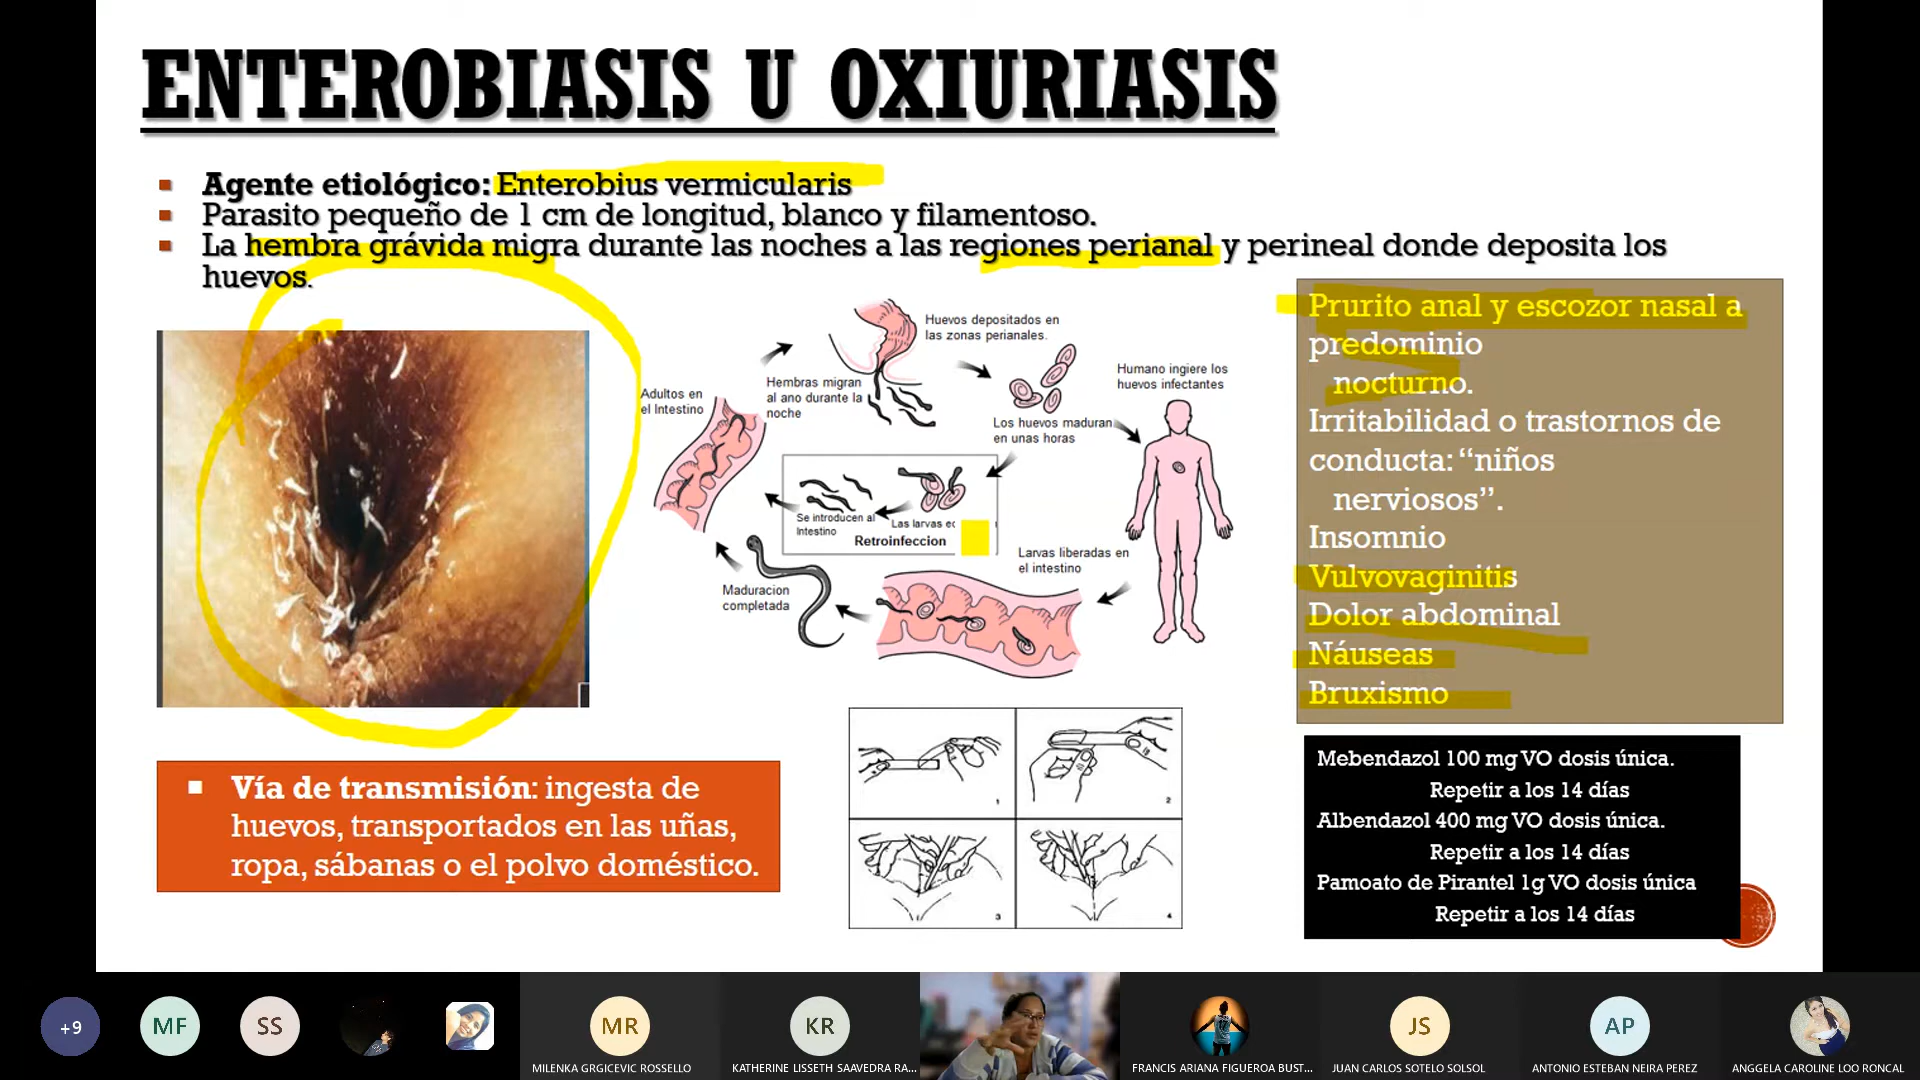 ENTEROBIASIS U OXIURIASIS
Agente etiológico: Enterobius vermicularis
Parasito pequeño de 1 cm de longitud, blanco y filamentoso.
La hembra grávida migra durante las noches a las regiones perianal y perineal donde deposita los
huevos.
Huevos depositados en
las zonas perianales.
Hembras migran
al ano durante la
noche
Adultos en
el Intestino
Humano ingiere los
huevos infectantes
Los huevos maduran
en unas horas
Se introducen al
Intestino
Las larvas
Retroinfeccion
Larvas liberadas en
el intestino
Maduracion
completada
Prurito anal y escozor nasal a
predominio
nocturno.
Irritabilidad o trastornos de
conducta: “niños
nerviosos”.
Insomnio
Vulvovaginitis
Dolor abdominal
Náuseas
Bruxismo
Vía de transmisión: ingesta de
huevos, transportados en las uñas,
ropa, sábanas o el polvo doméstico.
1
2
3
4
Mebendazol 100 mg VO dosis única.
Repetir a los 14 días
Albendazol 400 mg VO dosis única.
Repetir a los 14 días
Pamoato de Pirantel 1g VO dosis única
Repetir a los 14 días
+9
MF
SS
MR
KR
JS
AP
MILENKA GRGICEVIC ROSSELLO
KATHERINE LISSETH SAAVEDRA RA...
FRANCIS ARIANA FIGUEROA BUST...
JUAN CARLOS SOTELO SOLSOL
ANTONIO ESTEBAN NEIRA PEREZ
ANGGELA CAROLINE LOO RONCAL